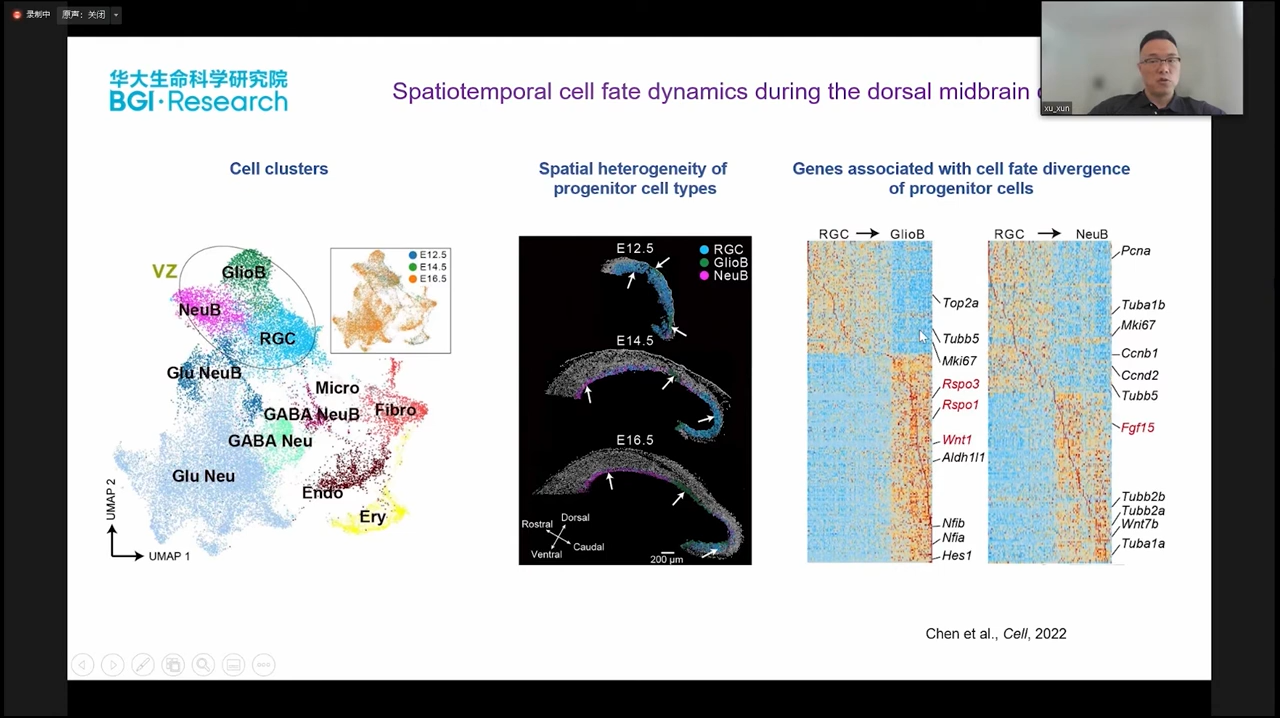 录制中 原声：关闭
华大生命科学研究院
BGI·Research
Spatiotemporal cell fate dynamics during the dorsal midbrain
xu_xun
Cell clusters
VZ
GlioB
NeuB
RGC
Glu NeuB
Micro
GABA NeuB
Fibro
GABA Neu
Glu Neu
Endo
Ery
UMAP 2
UMAP 1
E12.5
E14.5
E16.5
Spatial heterogeneity of
progenitor cell types
E12.5
RGC
GlioB
NeuB
E14.5
E16.5
Rostral
Dorsal
Ventral
Caudal
200 μm
Genes associated with cell fate divergence
of progenitor cells
RGC → GlioB
Top2a
Tubb5
Mki67
Rspo3
Rspo1
Wnt1
Aldh1l1
Nfib
Nfia
Hes1
RGC → NeuB
Pcna
Tuba1b
Mki67
Ccnb1
Ccnd2
Tubb5
Fgf15
Tubb2b
Tubb2a
Wnt7b
Tuba1a
Chen et al., Cell, 2022